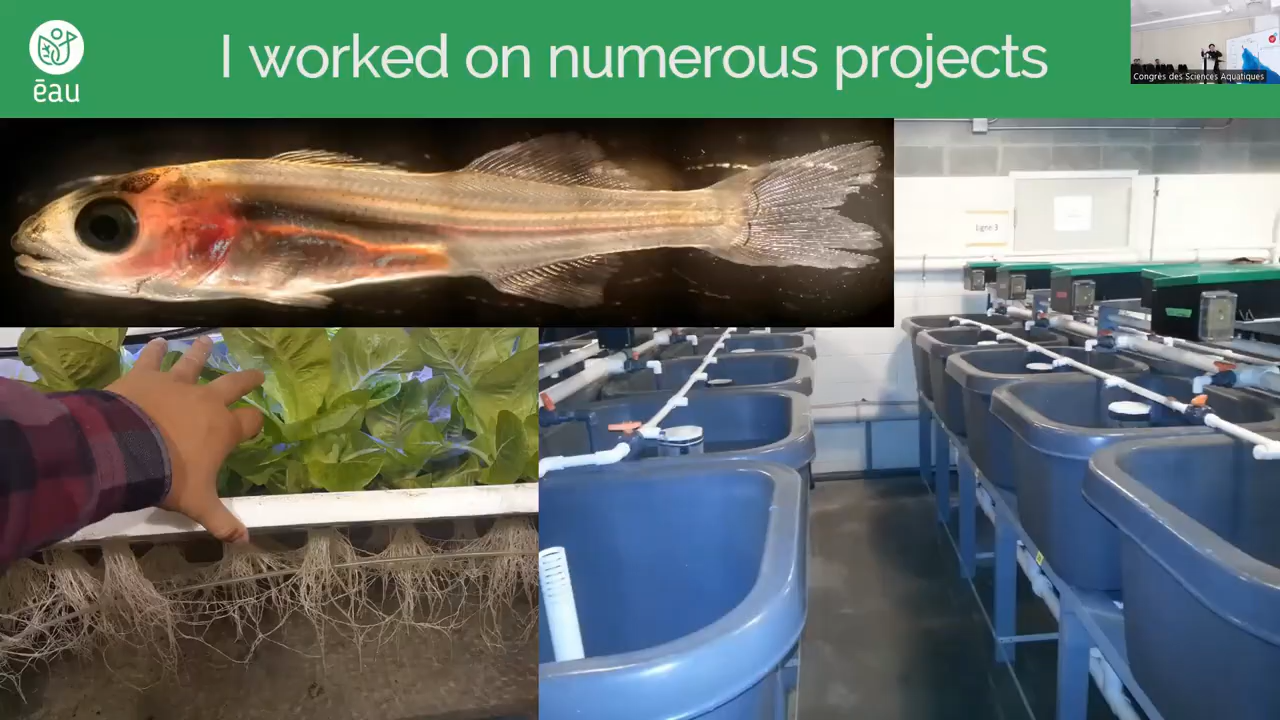 I worked on numerous projects
ēau
Congrès des Sciences Aquatiques
ligne 3